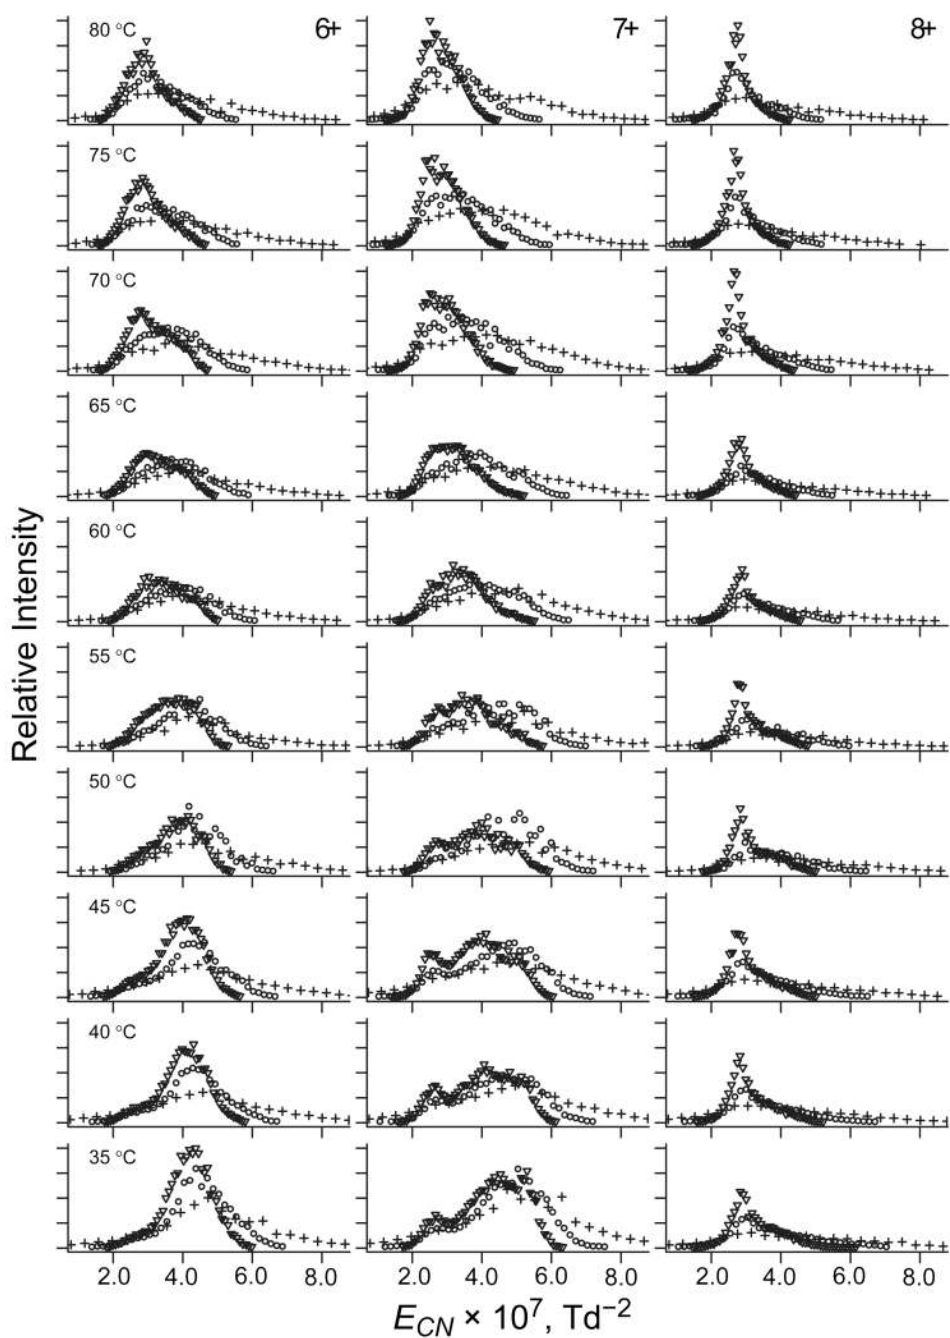 80 °C 6+ 7+ 8+
75 °C
70 °C
65 °C
60 °C
55 °C
50 °C
45 °C
40 °C
35 °C
Relative Intensity
2.0 4.0 6.0 8.0 2.0 4.0 6.0 8.0 2.0 4.0 6.0 8.0
E_CN × 10⁷, Td⁻²